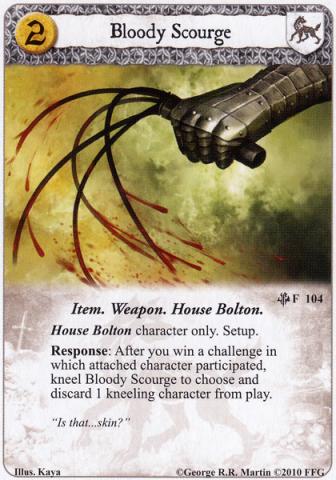 2 Bloody Scourge
F 104
Item. Weapon. House Bolton.
House Bolton character only. Setup.
Response: After you win a challenge in
which attached character participated,
kneel Bloody Scourge to choose and
discard 1 kneeling character from play.
"Is that...skin?"
Illus. Kaya ©George R.R. Martin ©2010 FFG